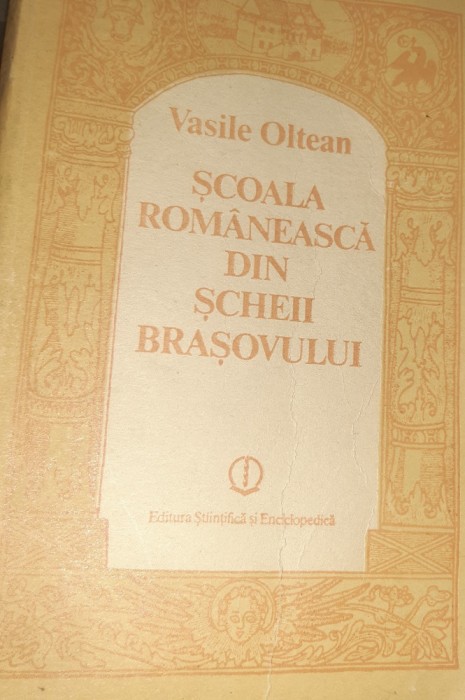 Vasile Oltean
ȘCOALA
ROMÂNEASCĂ
DIN
ȘCHEII
BRAȘOVULUI
Editura Științifică și Enciclopedică